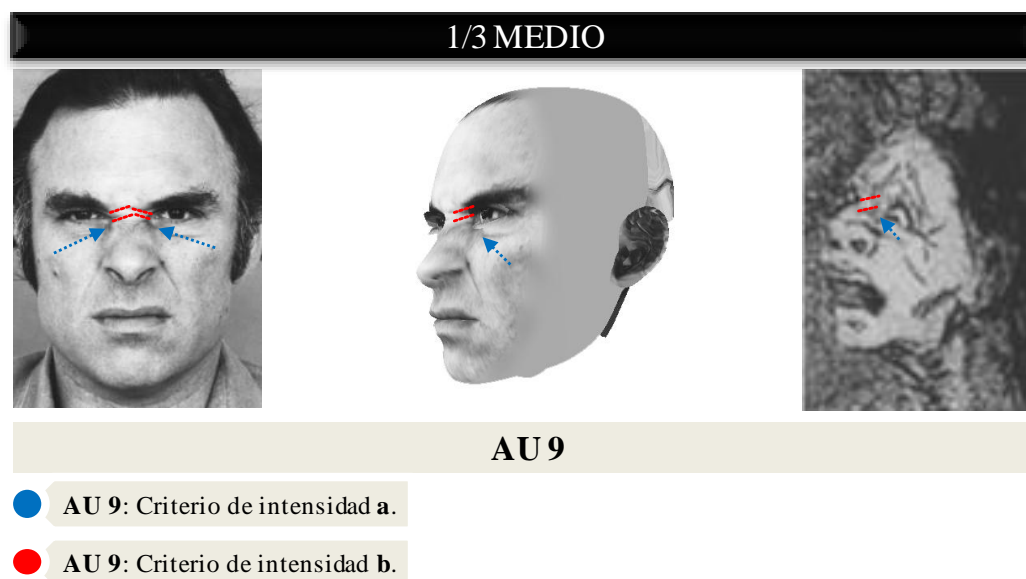 1/3 MEDIO
AU 9
AU 9: Criterio de intensidad a.
AU 9: Criterio de intensidad b.